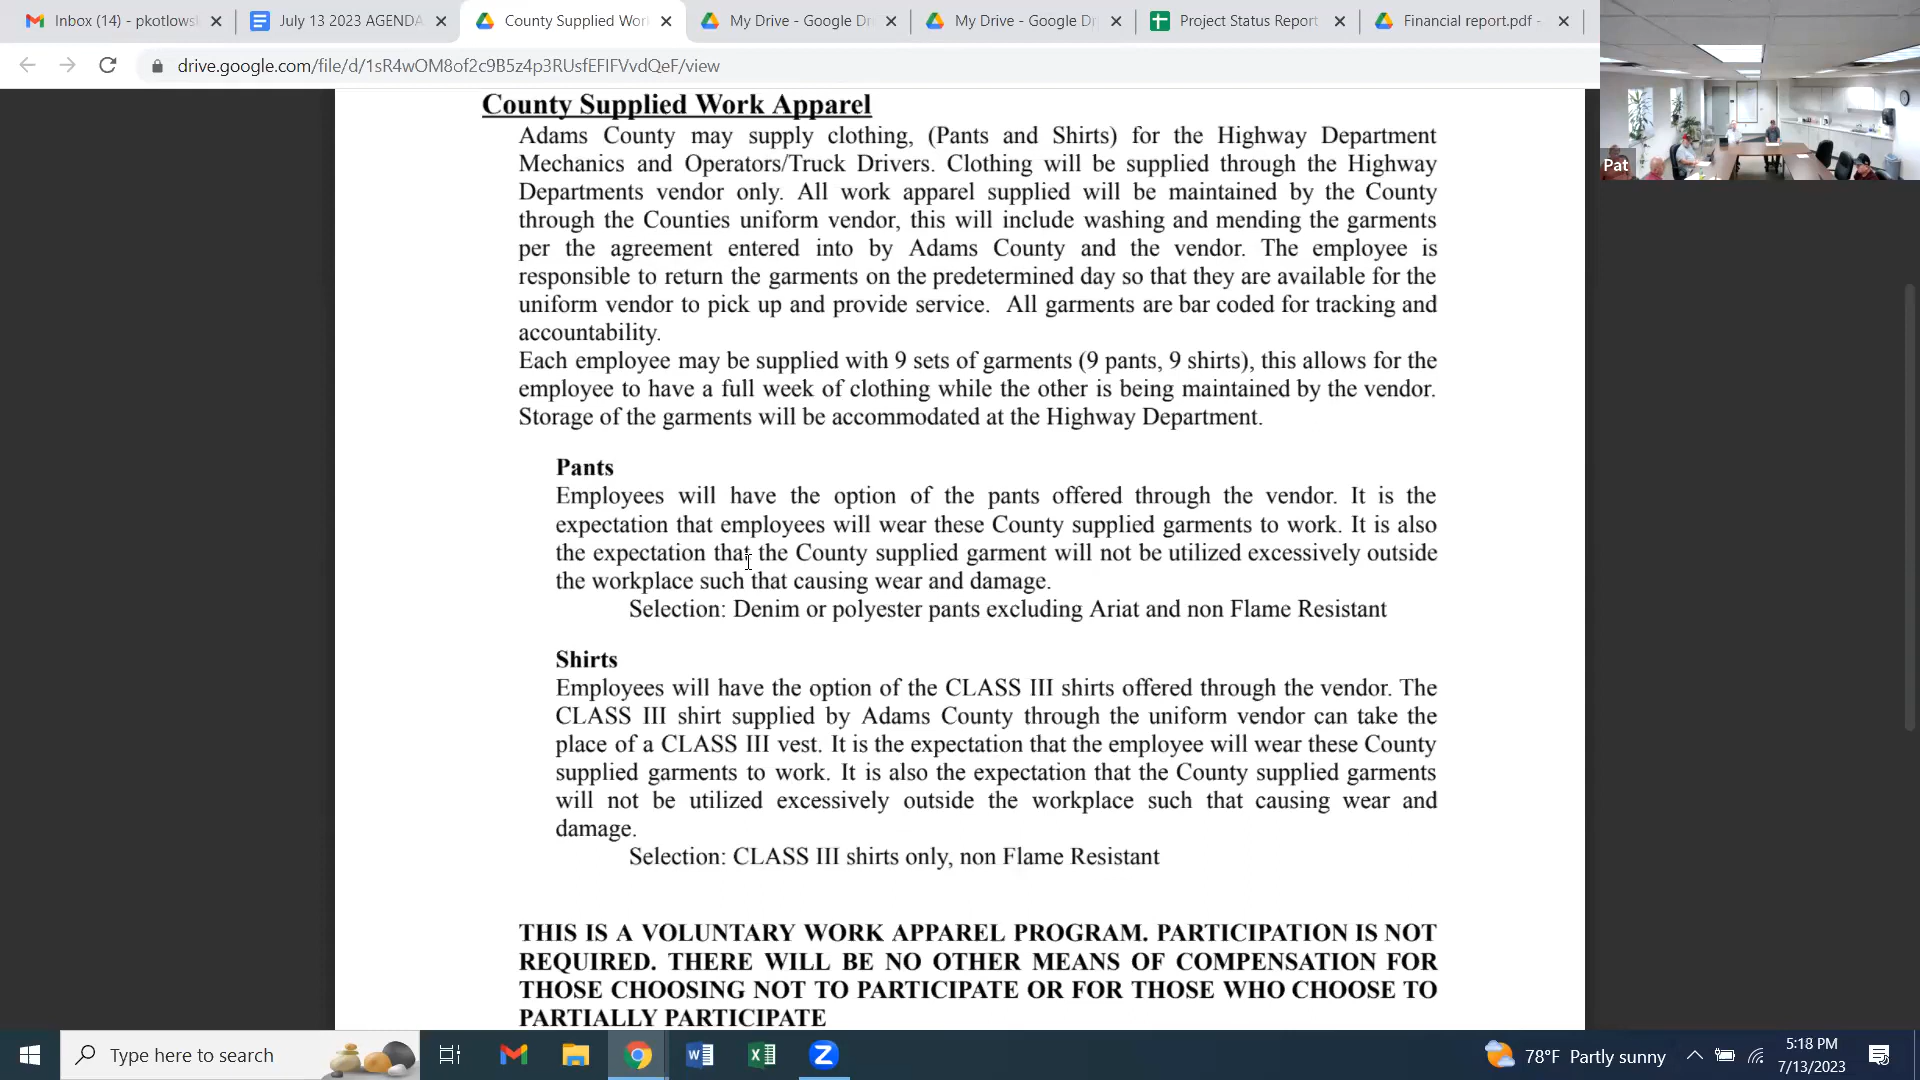 Inbox (14) - pkotlows
July 13 2023 AGENDA
County Supplied Wor
My Drive - Google Dr
My Drive - Google Dr
Project Status Report
Financial report.pdf -
drive.google.com/file/d/1sR4wOM8of2c9B5z4p3RUsfEFIFVvdQeF/view
Pat
County Supplied Work Apparel
Adams County may supply clothing, (Pants and Shirts) for the Highway Department
Mechanics and Operators/Truck Drivers. Clothing will be supplied through the Highway
Departments vendor only. All work apparel supplied will be maintained by the County
through the Counties uniform vendor, this will include washing and mending the garments
per the agreement entered into by Adams County and the vendor. The employee is
responsible to return the garments on the predetermined day so that they are available for the
uniform vendor to pick up and provide service. All garments are bar coded for tracking and
accountability.
Each employee may be supplied with 9 sets of garments (9 pants, 9 shirts), this allows for the
employee to have a full week of clothing while the other is being maintained by the vendor.
Storage of the garments will be accommodated at the Highway Department.
Pants
Employees will have the option of the pants offered through the vendor. It is the
expectation that employees will wear these County supplied garments to work. It is also
the expectation that the County supplied garment will not be utilized excessively outside
the workplace such that causing wear and damage.
Selection: Denim or polyester pants excluding Ariat and non Flame Resistant
Shirts
Employees will have the option of the CLASS III shirts offered through the vendor. The
CLASS III shirt supplied by Adams County through the uniform vendor can take the
place of a CLASS III vest. It is the expectation that the employee will wear these County
supplied garments to work. It is also the expectation that the County supplied garments
will not be utilized excessively outside the workplace such that causing wear and
damage.
Selection: CLASS III shirts only, non Flame Resistant
THIS IS A VOLUNTARY WORK APPAREL PROGRAM. PARTICIPATION IS NOT
REQUIRED. THERE WILL BE NO OTHER MEANS OF COMPENSATION FOR
THOSE CHOOSING NOT TO PARTICIPATE OR FOR THOSE WHO CHOOSE TO
PARTIALLY PARTICIPATE
Type here to search
78°F Partly sunny
5:18 PM
7/13/2023